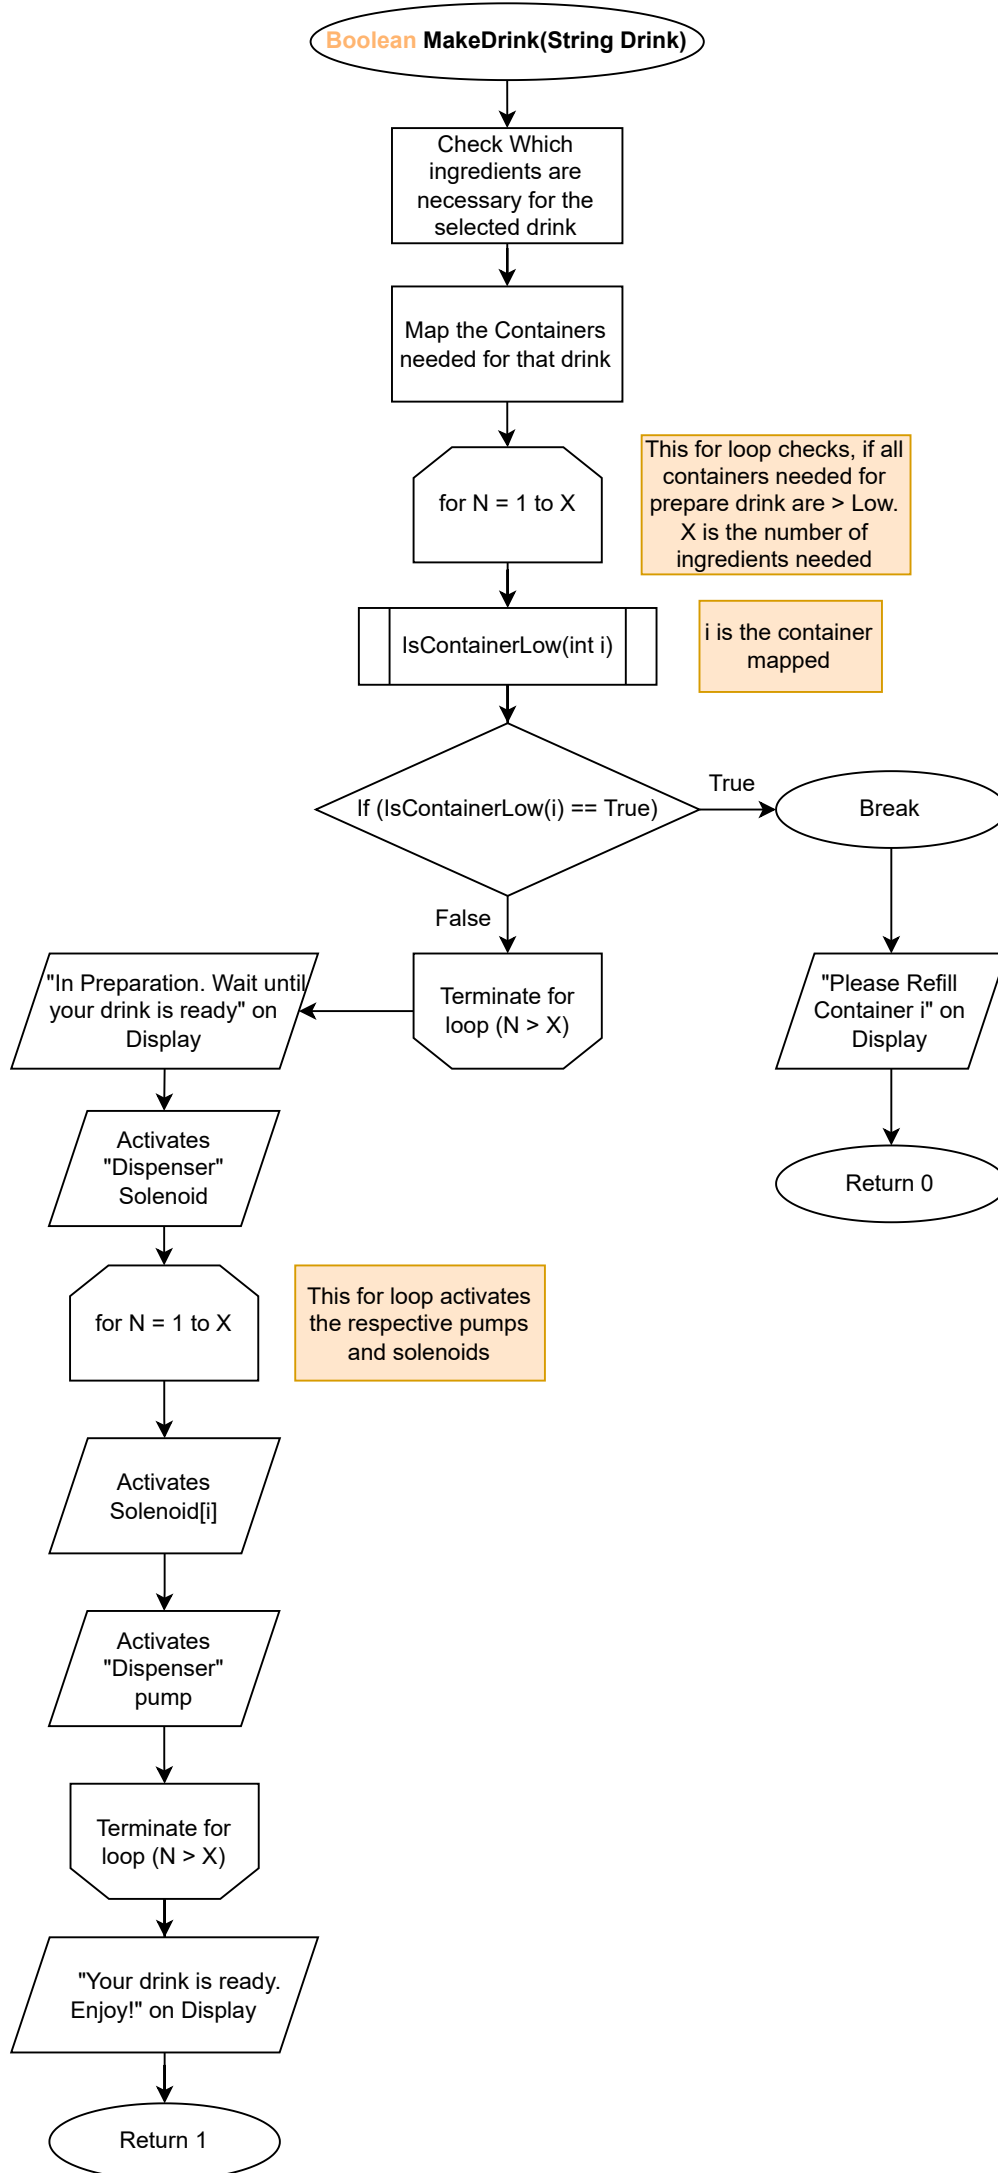 Boolean MakeDrink(String Drink)
Check Which
ingredients are
necessary for the
selected drink
Map the Containers
needed for that drink
for N = 1 to X
This for loop checks, if all
containers needed for
prepare drink are > Low.
X is the number of
ingredients needed
IsContainerLow(int i)
i is the container
mapped
If (IsContainerLow(i) == True)
True
Break
False
"In Preparation. Wait until
your drink is ready" on
Display
Terminate for
loop (N > X)
"Please Refill
Container i" on
Display
Activates
"Dispenser"
Solenoid
Return 0
for N = 1 to X
This for loop activates
the respective pumps
and solenoids
Activates
Solenoid[i]
Activates
"Dispenser"
pump
Terminate for
loop (N > X)
"Your drink is ready.
Enjoy!" on Display
Return 1